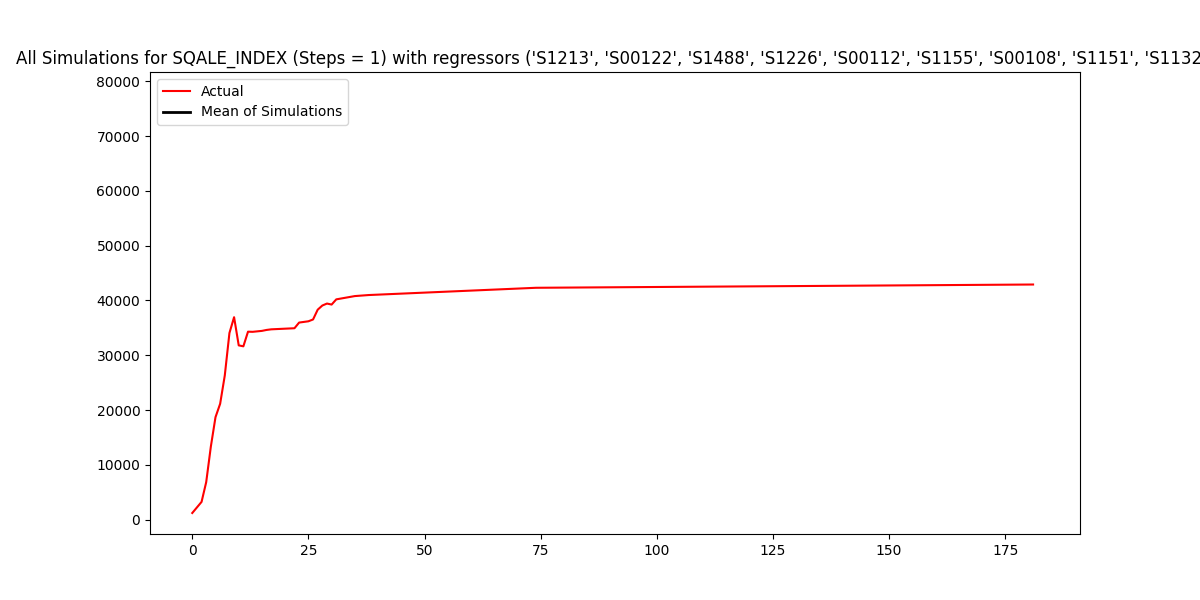 All Simulations for SQALE_INDEX (Steps = 1) with regressors ('S1213', 'S00122', 'S1488', 'S1226', 'S00112', 'S1155', 'S00108', 'S1151', 'S1132
Actual
Mean of Simulations
80000
70000
60000
50000
40000
30000
20000
10000
0
0 25 50 75 100 125 150 175